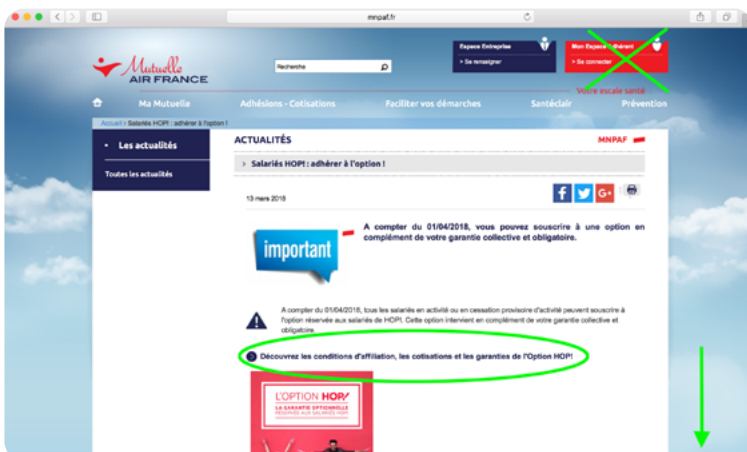 mnpaf.fr
Mutuelle
AIR FRANCE
Recherche
Espace Entreprise
> Se renseigner
Mon Espace Adhérent
> Se connecter
Votre escale santé
Ma Mutuelle
Adhésions - Cotisations
Faciliter vos démarches
Santéclair
Prévention
Accueil › Salariés HOP! : adhérer à l'option !
Les actualités
Toutes les actualités
ACTUALITÉS
MNPAF
> Salariés HOP! : adhérer à l'option !
13 mars 2018
f
G+
important
A compter du 01/04/2018, vous pouvez souscrire à une option en
complément de votre garantie collective et obligatoire.
A compter du 01/04/2018, tous les salariés en activité ou en cessation provisoire d'activité peuvent souscrire à
l'option réservée aux salariés de HOP!. Cette option intervient en complément de votre garantie collective et
obligatoire.
Découvrez les conditions d'affiliation, les cotisations et les garanties de l'Option HOP!
L'OPTION HOP!
LA GARANTIE OPTIONNELLE
RÉSERVÉE AUX SALARIÉS HOP!